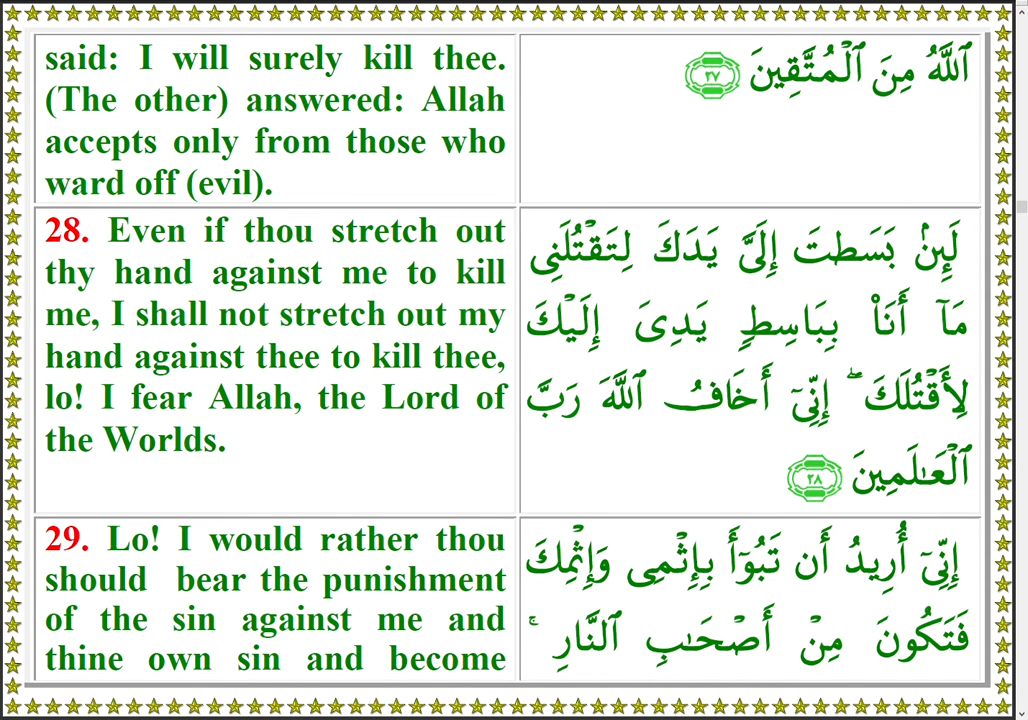 said: I will surely kill thee.
(The other) answered: Allah
accepts only from those who
ward off (evil).
ٱللَّهُ مِنَ ٱلْمُتَّقِينَ ٢٧
28. Even if thou stretch out
thy hand against me to kill
me, I shall not stretch out my
hand against thee to kill thee,
lo! I fear Allah, the Lord of
the Worlds.
لَئِنۢ بَسَطتَ إِلَىَّ يَدَكَ لِتَقْتُلَنِى
مَآ أَنَا۠ بِبَاسِطٍ يَدِىَ إِلَيْكَ
لِأَقْتُلَكَ ۖ إِنِّىٓ أَخَافُ ٱللَّهَ رَبَّ
ٱلْعَـٰلَمِينَ ٢٨
29. Lo! I would rather thou
should bear the punishment
of the sin against me and
thine own sin and become
إِنِّىٓ أُرِيدُ أَن تَبُوٓأَ بِإِثْمِى وَإِثْمِكَ
فَتَكُونَ مِنْ أَصْحَـٰبِ ٱلنَّارِ ۚ